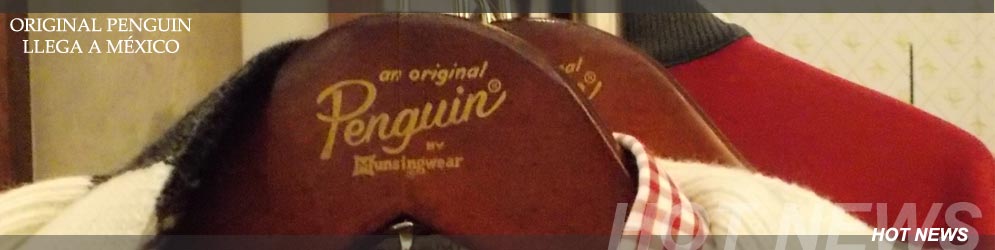 ORIGINAL PENGUIN
LLEGA A MÉXICO
an original
Penguin®
BY
Munsingwear
HOT NEWS
HOT NEWS